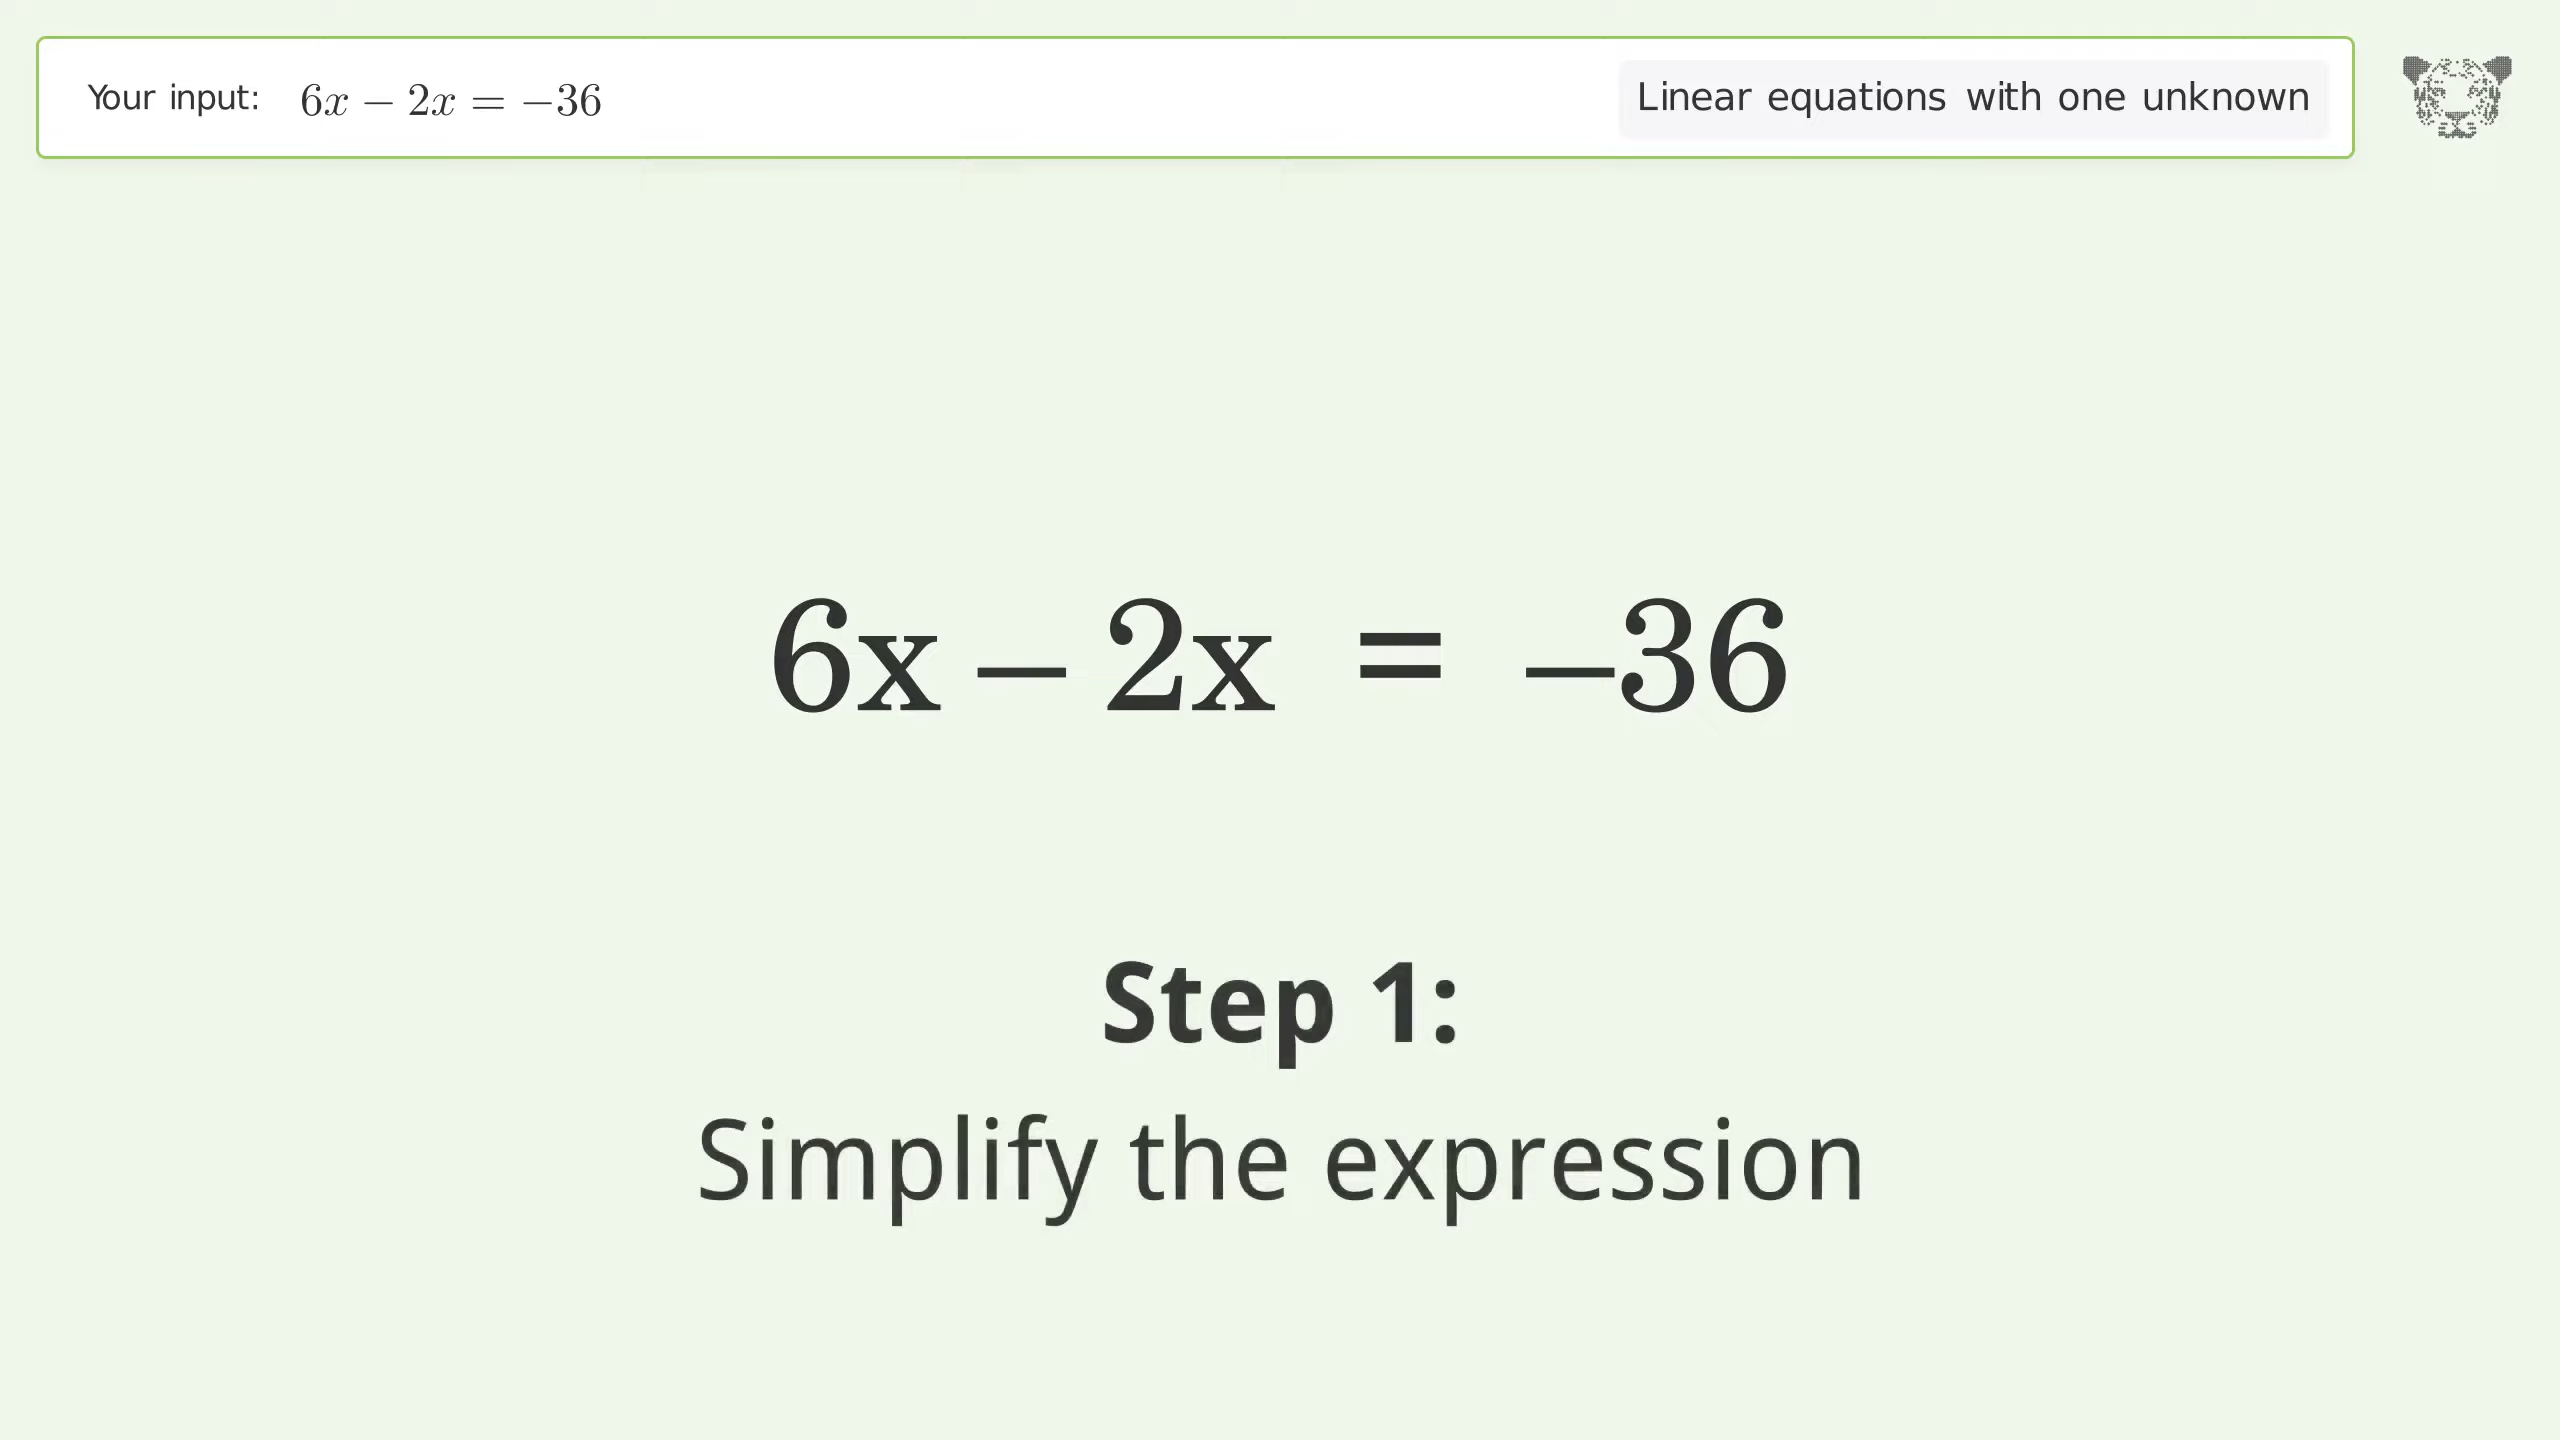 Your input: 6x − 2x = −36
Linear equations with one unknown
6x − 2x = −36
Step 1:
Simplify the expression